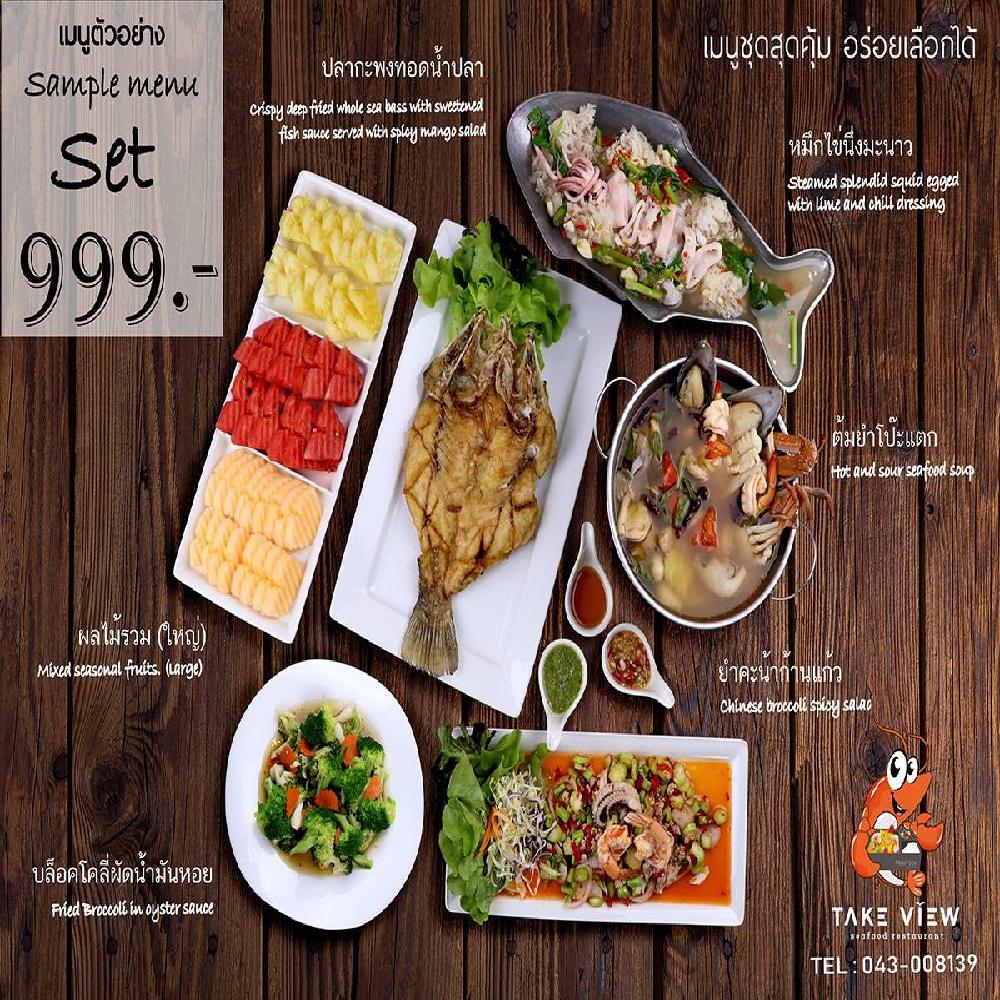 เมนูตัวอย่าง
Sample menu
Set
999.-
เมนูชุดสุดคุ้ม อร่อยเลือกได้
ปลากะพงทอดน้ำปลา
Crispy deep fried whole sea bass with sweetened
fish sauce served with spicy mango salad
หมึกไข่นึ่งมะนาว
Steamed splendid squid egged
with lime and chili dressing
ต้มยำโป๊ะแตก
Hot and sour seafood soup
ผลไม้รวม (ใหญ่)
Mixed seasonal fruits. (Large)
ยำคะน้าก้านแก้ว
Chinese broccoli spicy salad
บล็อคโคลี่ผัดน้ำมันหอย
Fried Broccoli in oyster sauce
TAKE VIEW
seafood restaurant
TEL : 043-008139